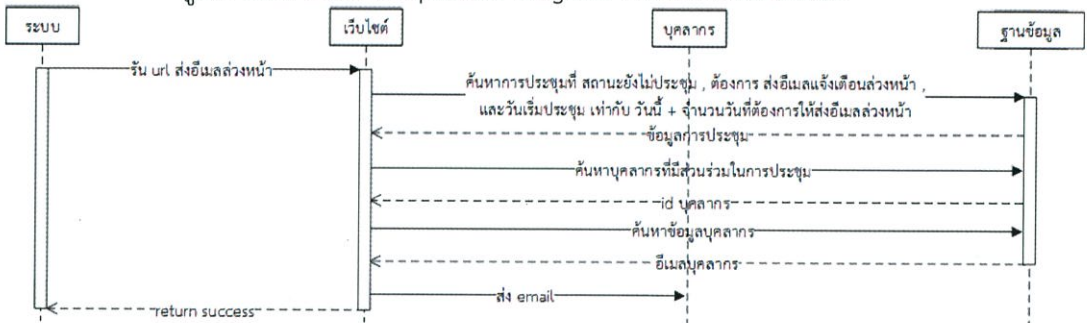 ระบบ
เว็บไซต์
บุคลากร
ฐานข้อมูล
รัน url ส่งอีเมลล่วงหน้า
ค้นหาการประชุมที่ สถานะยังไม่ประชุม , ต้องการ ส่งอีเมลแจ้งเตือนล่วงหน้า ,
และวันเริ่มประชุม เท่ากับ วันนี้ + จำนวนวันที่ต้องการให้ส่งอีเมลล่วงหน้า
ข้อมูลการประชุม
ค้นหาบุคลากรที่มีส่วนร่วมในการประชุม
id บุคลากร
ค้นหาข้อมูลบุคลากร
อีเมลบุคลากร
ส่ง email
return success